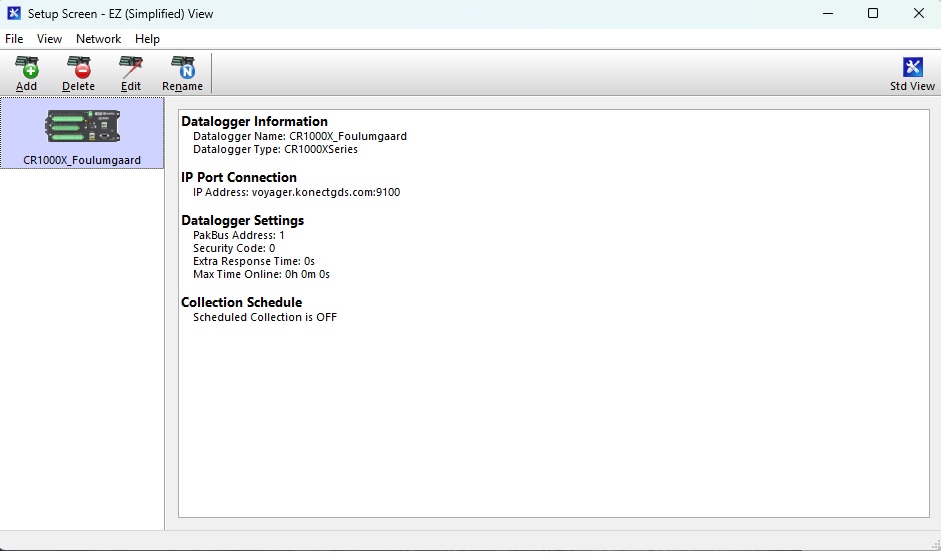 Setup Screen - EZ (Simplified) View
File View Network Help
Add Delete Edit Rename Std View
CR1000X_Foulumgaard
Datalogger Information
Datalogger Name: CR1000X_Foulumgaard
Datalogger Type: CR1000XSeries
IP Port Connection
IP Address: voyager.konectgds.com:9100
Datalogger Settings
PakBus Address: 1
Security Code: 0
Extra Response Time: 0s
Max Time Online: 0h 0m 0s
Collection Schedule
Scheduled Collection is OFF